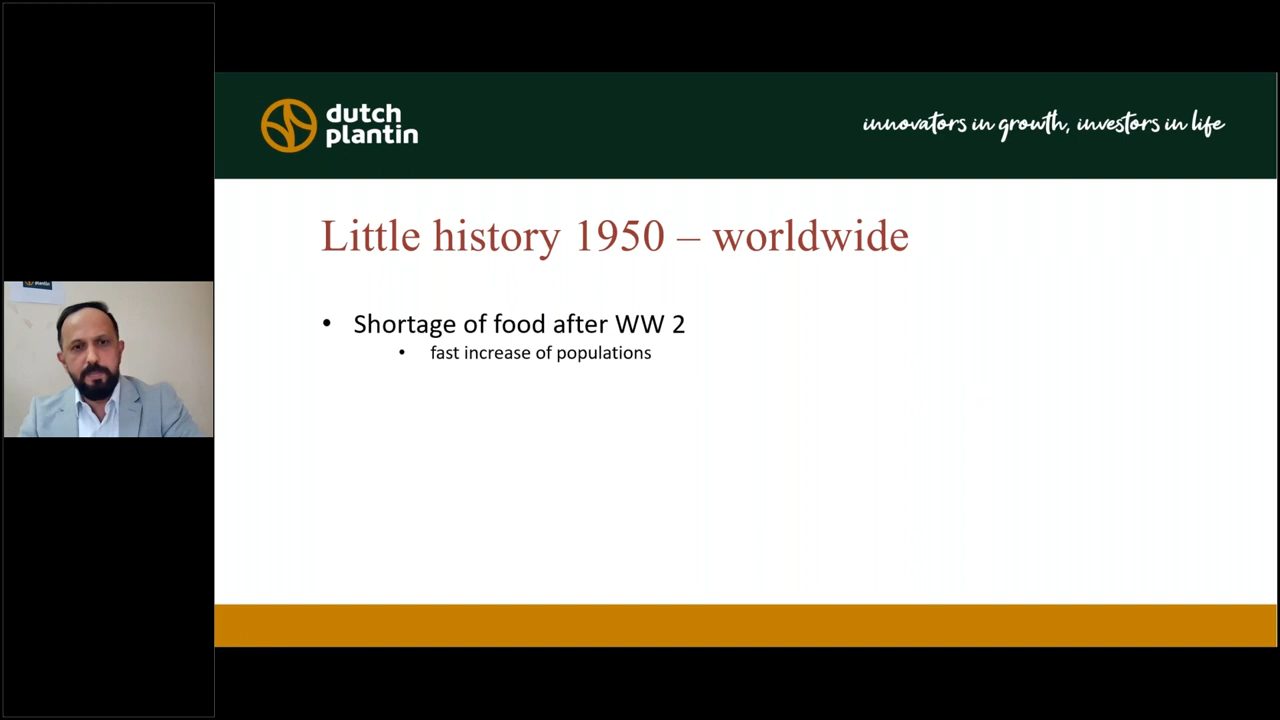 dutch
plantin
innovators in growth, investors in life
Little history 1950 – worldwide
• Shortage of food after WW 2
• fast increase of populations
plantin